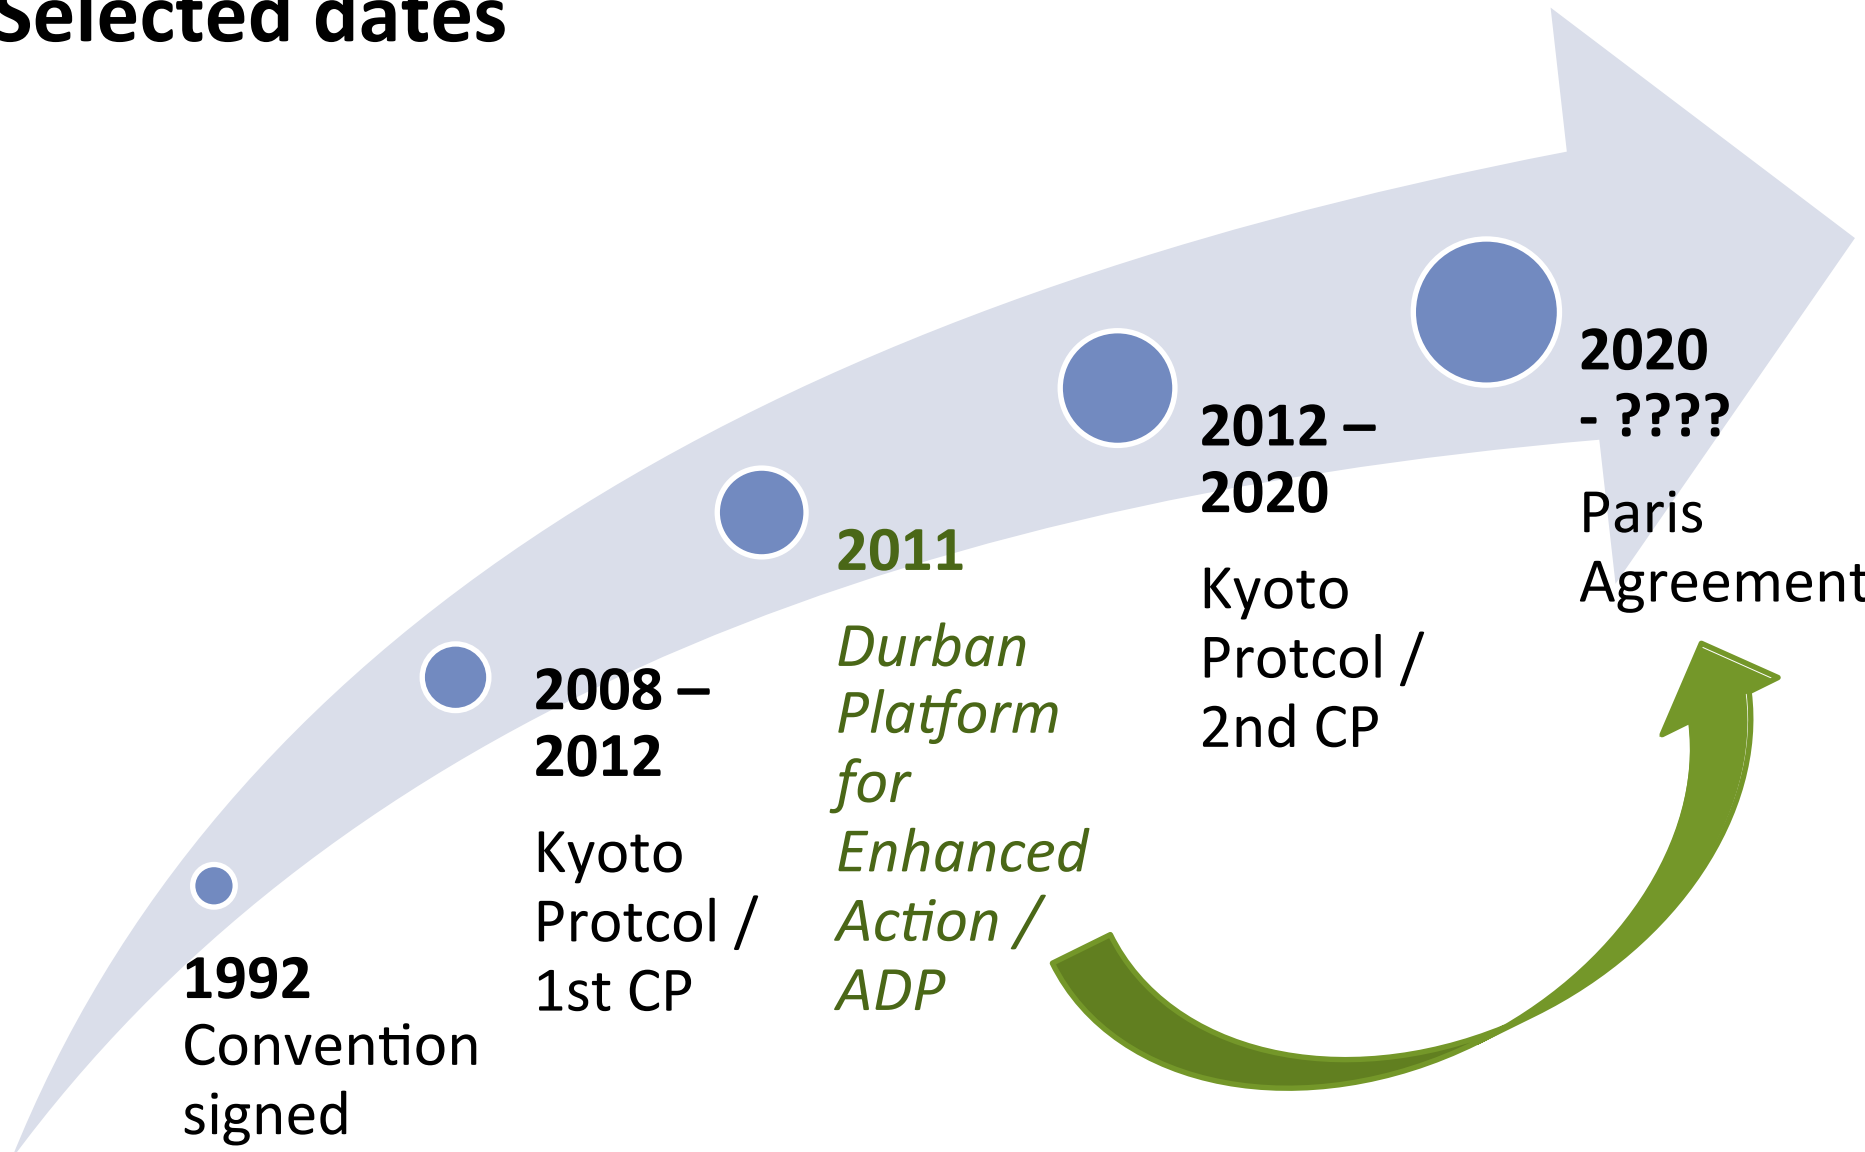 Selected dates
1992
Convention
signed
2008 –
2012
Kyoto
Protcol /
1st CP
2011
Durban
Platform
for
Enhanced
Action /
ADP
2012 –
2020
Kyoto
Protcol /
2nd CP
2020
- ????
Paris
Agreement